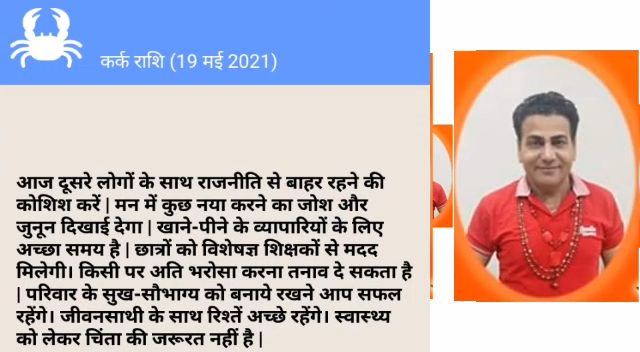 कर्क राशि (19 मई 2021)
आज दूसरे लोगों के साथ राजनीति से बाहर रहने की
कोशिश करें | मन में कुछ नया करने का जोश और
जुनून दिखाई देगा | खाने-पीने के व्यापारियों के लिए
अच्छा समय है | छात्रों को विशेषज्ञ शिक्षकों से मदद
मिलेगी। किसी पर अति भरोसा करना तनाव दे सकता है
| परिवार के सुख-सौभाग्य को बनाये रखने आप सफल
रहेंगे। जीवनसाथी के साथ रिश्तें अच्छे रहेंगे। स्वास्थ्य
को लेकर चिंता की जरूरत नहीं है |